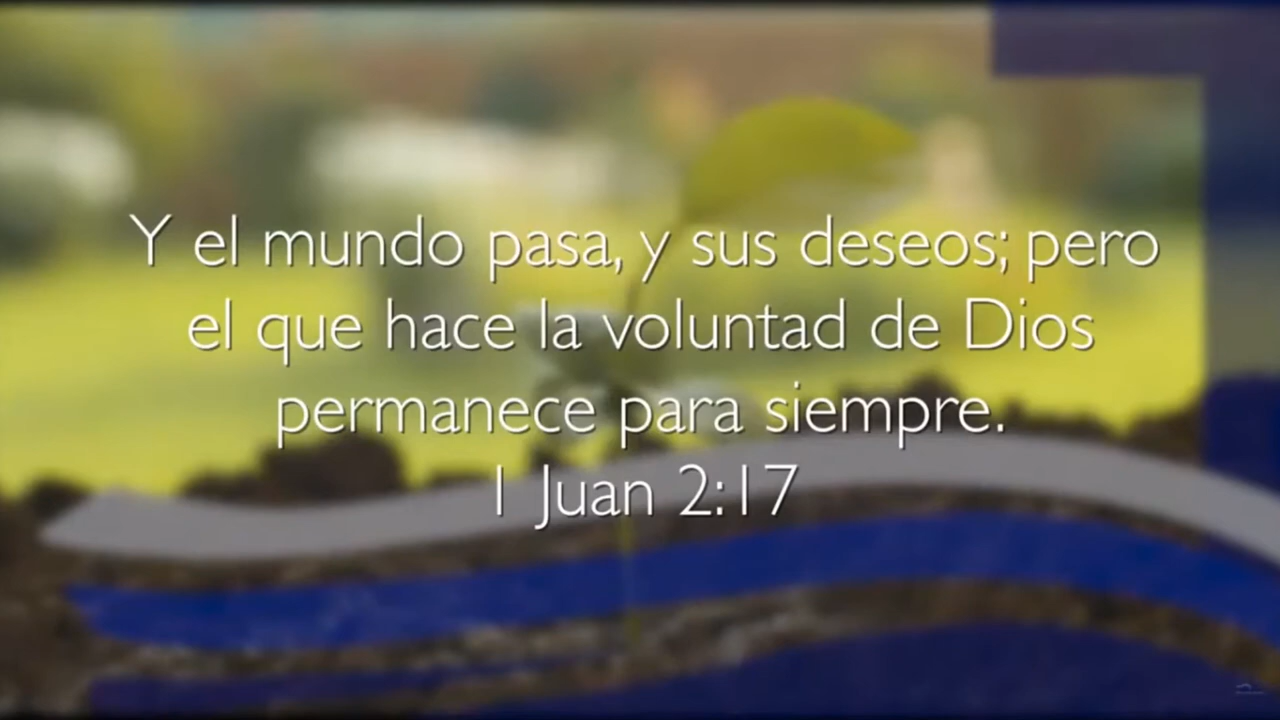 Y el mundo pasa, y sus deseos; pero
el que hace la voluntad de Dios
permanece para siempre.
1 Juan 2:17